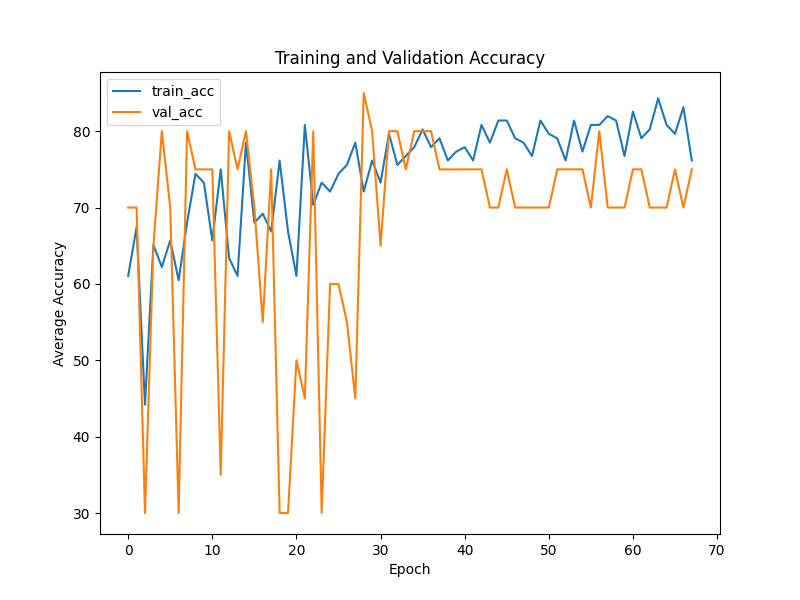 Training and Validation Accuracy
train_acc
val_acc
Average Accuracy
80
70
60
50
40
30
0 10 20 30 40 50 60 70
Epoch